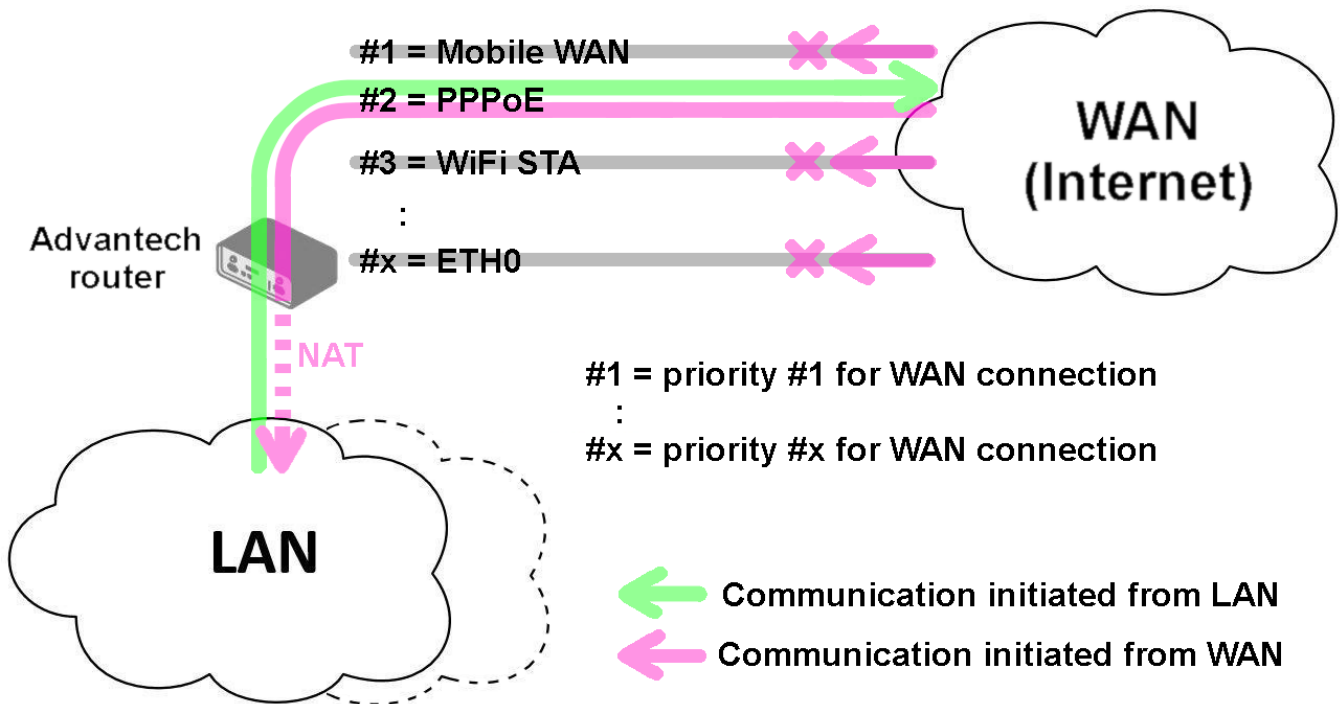 #1 = Mobile WAN
#2 = PPPoE
#3 = WiFi STA
:
#x = ETH0
WAN
(Internet)
Advantech
router
NAT
#1 = priority #1 for WAN connection
:
#x = priority #x for WAN connection
LAN
Communication initiated from LAN
Communication initiated from WAN